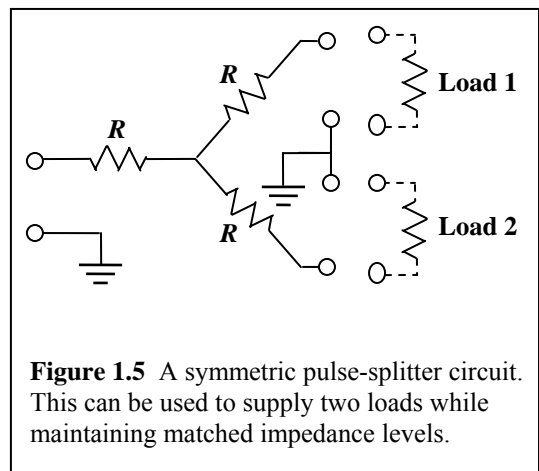 R
Load 1
R
R
Load 2
Figure 1.5 A symmetric pulse-splitter circuit.
This can be used to supply two loads while
maintaining matched impedance levels.